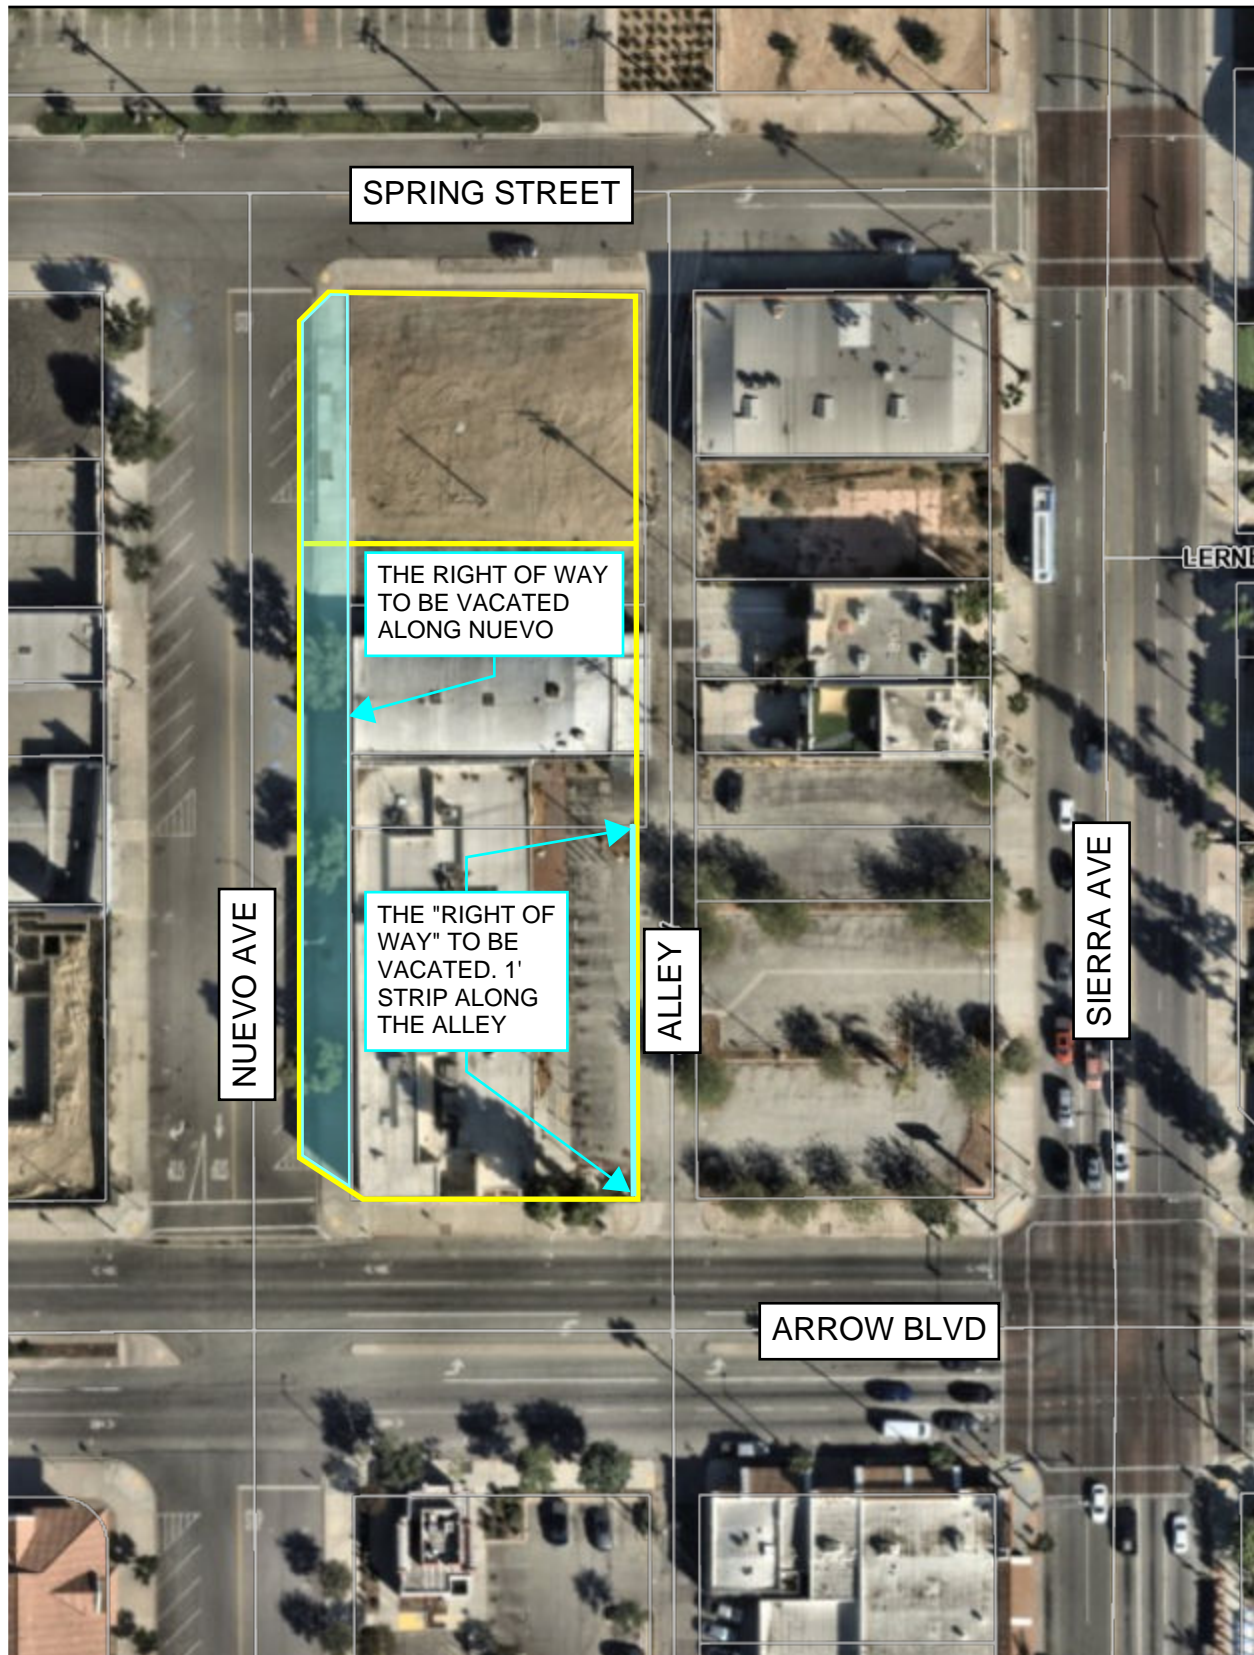 SPRING STREET
THE RIGHT OF WAY
TO BE VACATED
ALONG NUEVO
LERNE
THE "RIGHT OF
WAY" TO BE
VACATED. 1'
STRIP ALONG
THE ALLEY
NUEVO AVE
ALLEY
SIERRA AVE
ARROW BLVD